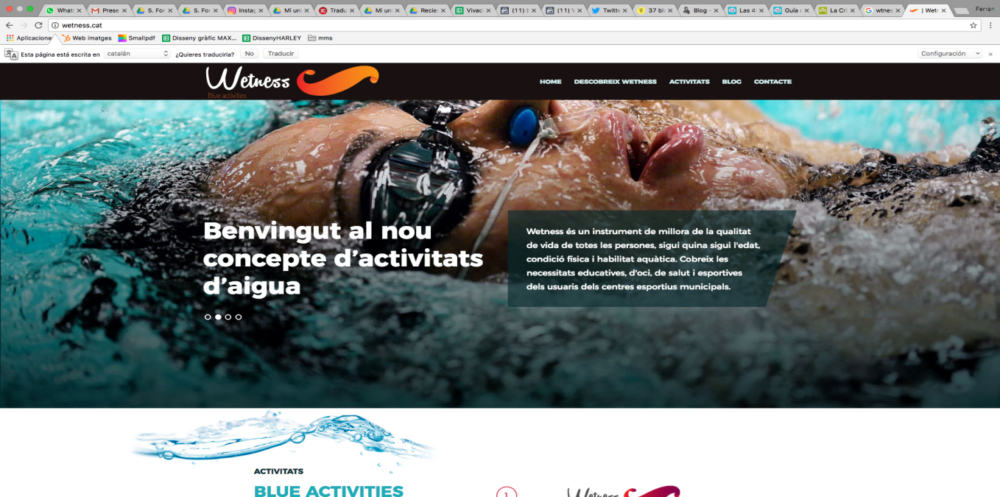 Whats
Prese
5. For
5. For
Instag
Mi uni
Tradu
Mi uni
Recie
Vivaci
(11) E
(11) V
Twitte
37 blo
Blog -
Las 4
Guía d
La Cri
wtnes
| Wetn
Ferran
wetness.cat
Aplicacione
Web imatges
Smallpdf
Disseny gràfic MAX...
DissenyHARLEY
mms
Esta página está escrita en
catalán
¿Quieres traducirla?
No
Traducir
Configuración
Wetness
Blue activities
HOME
DESCOBREIX WETNESS
ACTIVITATS
BLOG
CONTACTE
Benvingut al nou
concepte d'activitats
d'aigua
Wetness és un instrument de millora de la qualitat
de vida de totes les persones, sigui quina sigui l'edat,
condició física i habilitat aquàtica. Cobreix les
necessitats educatives, d'oci, de salut i esportives
dels usuaris dels centres esportius municipals.
ACTIVITATS
BLUE ACTIVITIES
1
Wetness